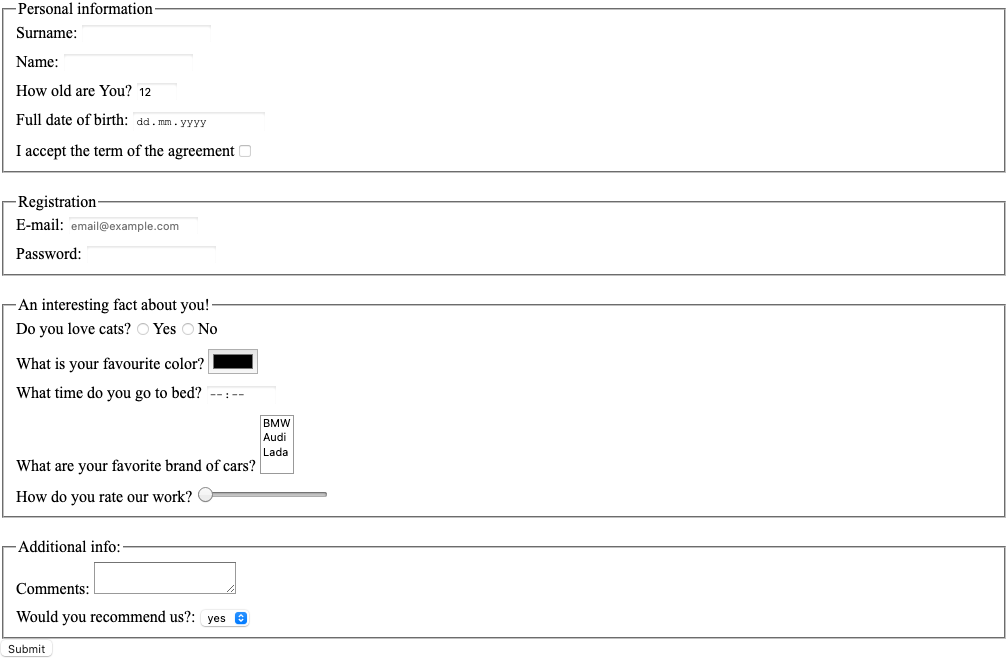 Personal information
Surname:
Name:
How old are You? 12
Full date of birth: dd.mm.yyyy
I accept the term of the agreement
Registration
E-mail: email@example.com
Password:
An interesting fact about you!
Do you love cats? Yes No
What is your favourite color?
What time do you go to bed? --:--
BMW
Audi
Lada
What are your favorite brand of cars?
How do you rate our work?
Additional info:
Comments:
Would you recommend us?: yes
Submit